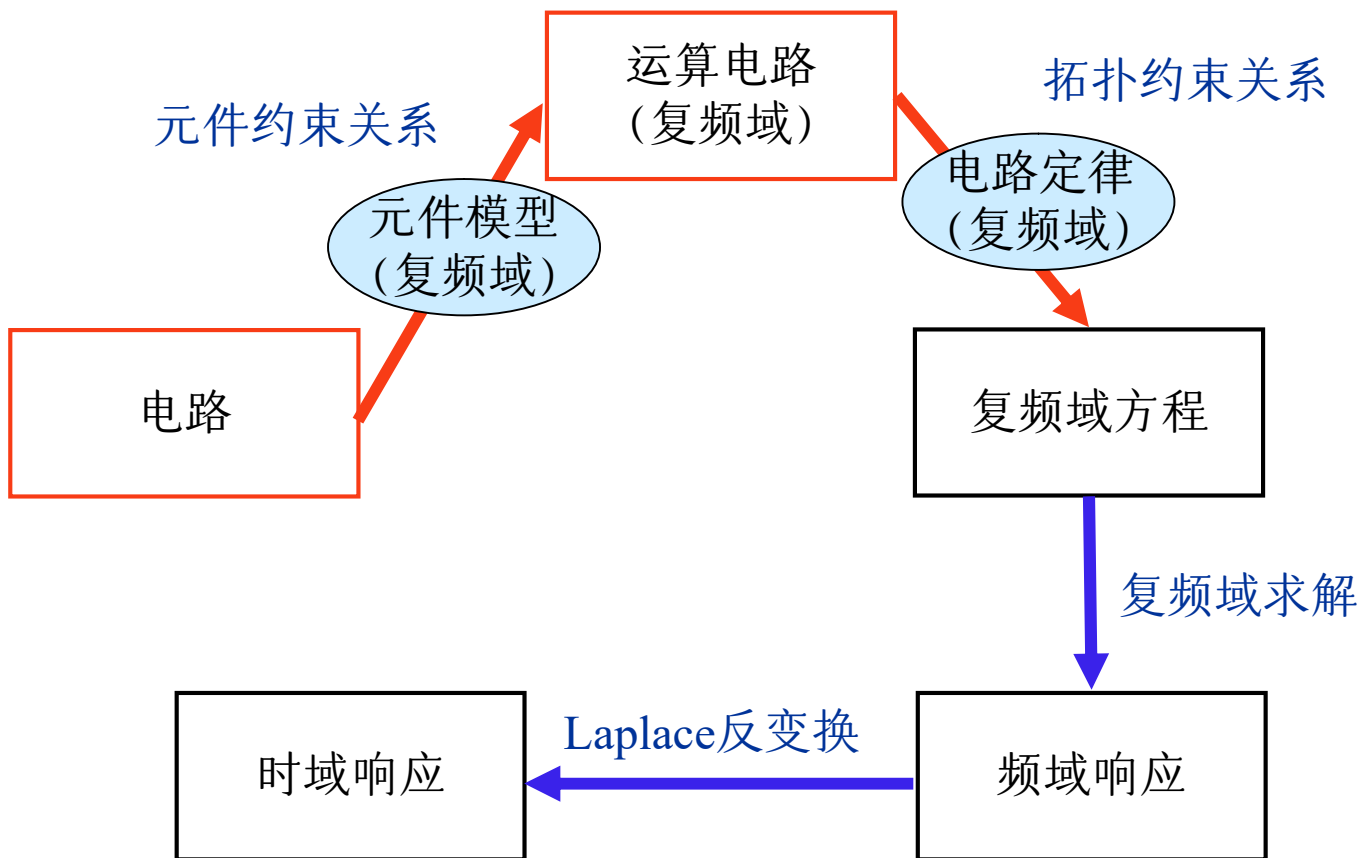 运算电路
(复频域)
拓扑约束关系
元件约束关系
电路定律
(复频域)
元件模型
(复频域)
电路
复频域方程
复频域求解
Laplace反变换
时域响应
频域响应